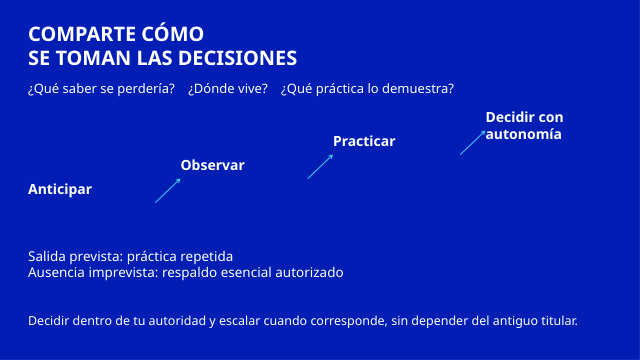 COMPARTE CÓMO
SE TOMAN LAS DECISIONES
¿Qué saber se perdería? ¿Dónde vive? ¿Qué práctica lo demuestra?
Anticipar
Observar
Practicar
Decidir con
autonomía
Salida prevista: práctica repetida
Ausencia imprevista: respaldo esencial autorizado
Decidir dentro de tu autoridad y escalar cuando corresponde, sin depender del antiguo titular.